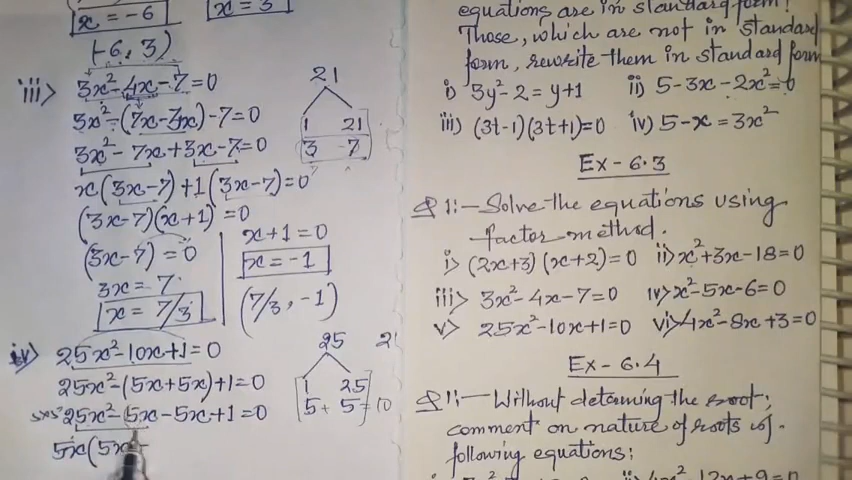 x = -6
x = 3
(-6, 3)
iii> 3x² - 4x - 7 = 0
3x² - (7x - 3x) - 7 = 0
3x² - 7x + 3x - 7 = 0
x(3x - 7) + 1(3x - 7) = 0
(3x - 7)(x + 1) = 0
(3x - 7) = 0
3x = 7
x = 7/3
x + 1 = 0
x = -1
(7/3, -1)
21
1 21
3 -7
iv> 25x² - 10x + 1 = 0
25x² - (5x + 5x) + 1 = 0
5x5 25x² - 5x - 5x + 1 = 0
5x(5x -
25
1 25
5 + 5 = 10
equations are in standard form!
Those, which are not in standard
form, rewrite them in standard form
i) 3y² - 2 = y + 1 ii) 5 - 3x - 2x² = 0
iii) (3t - 1)(3t + 1) = 0 iv) 5 - x = 3x²
Ex - 6.3
Q 1:- Solve the equations using
factor method.
i> (2x + 3)(x + 2) = 0 ii> x² + 3x - 18 = 0
iii> 3x² - 4x - 7 = 0 iv> x² - 5x - 6 = 0
v> 25x² - 10x + 1 = 0 vi> 4x² - 8x + 3 = 0
Ex - 6.4
Q 1:- Without detarming the root;
comment on nature of roots of
following equations: